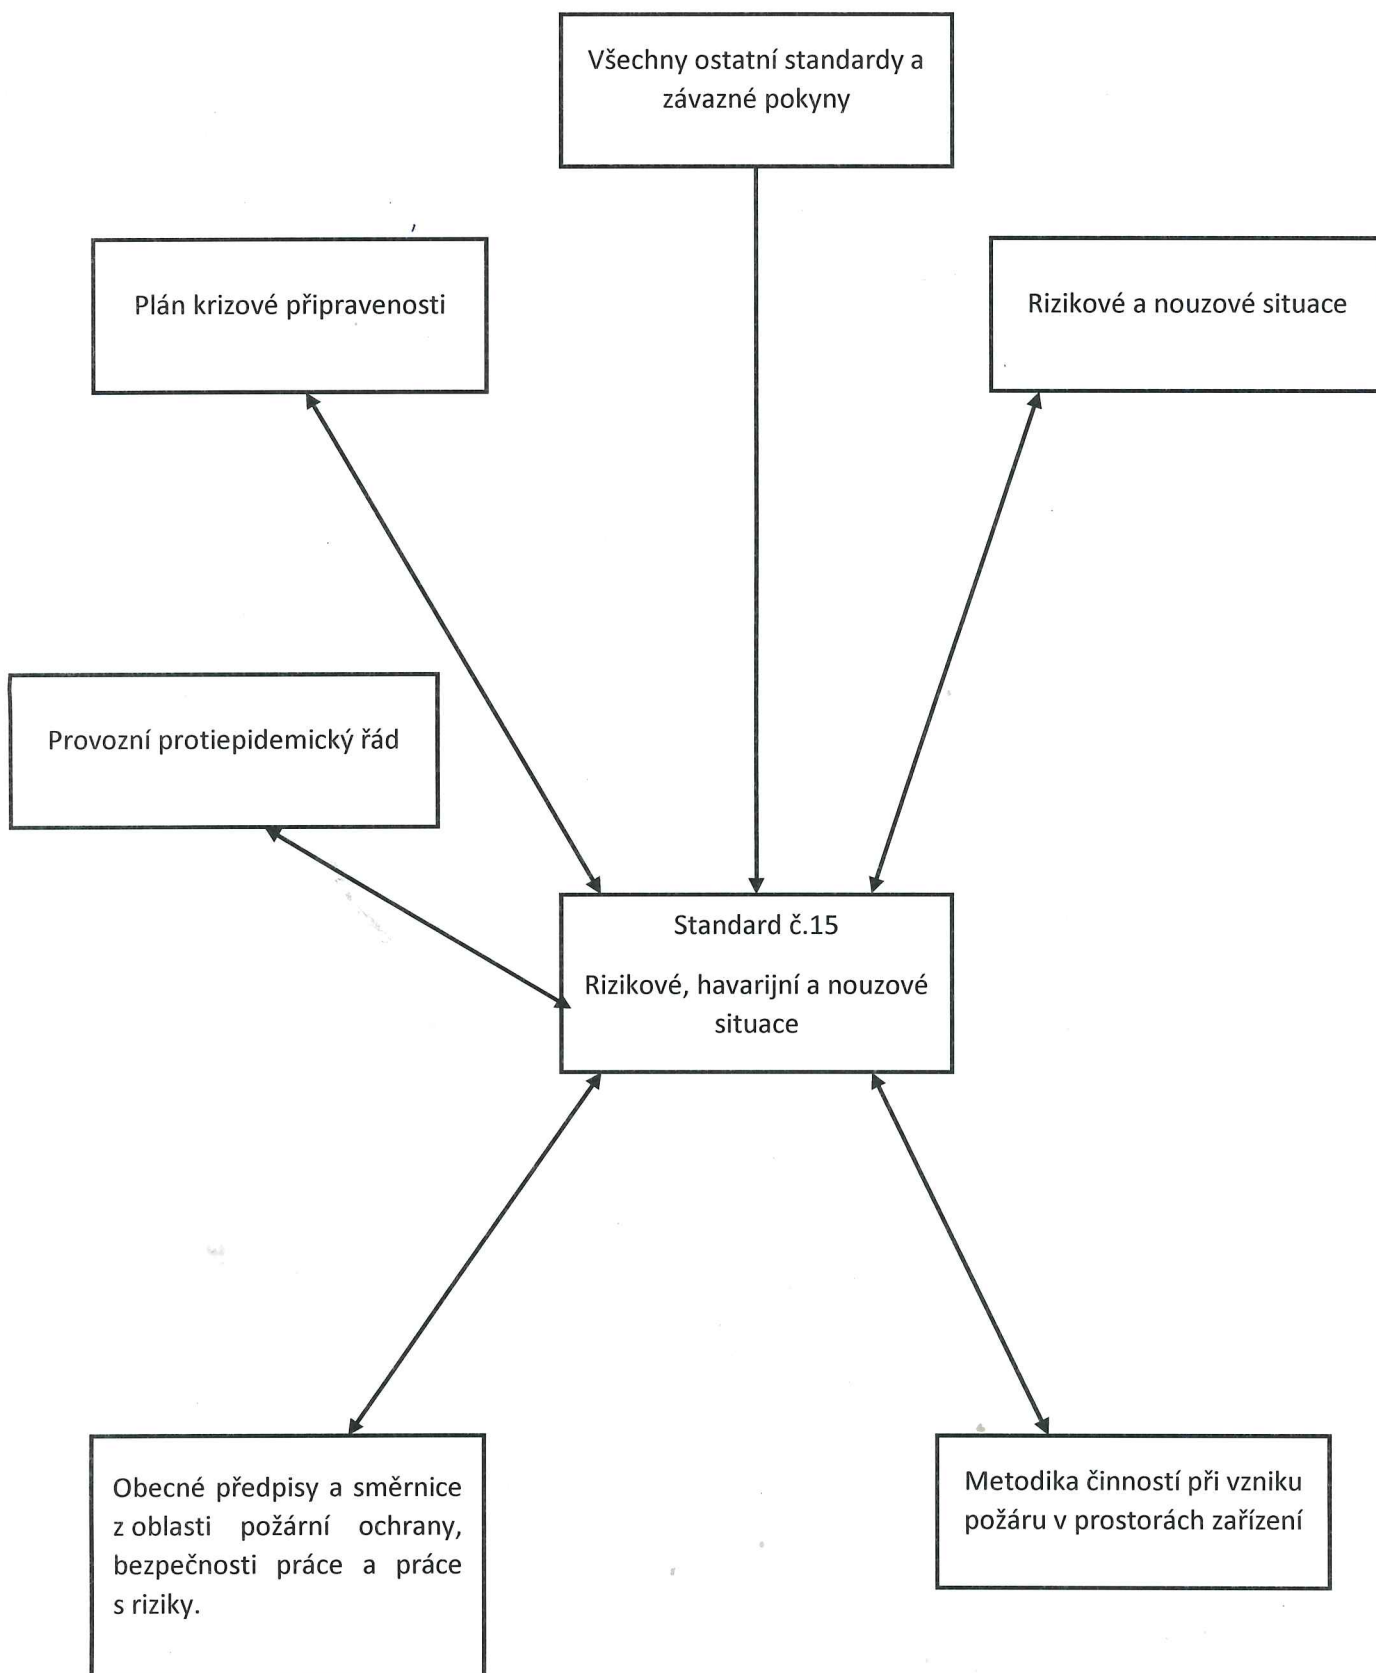 Všechny ostatní standardy a
závazné pokyny
Plán krizové připravenosti
Rizikové a nouzové situace
Provozní protiepidemický řád
Standard č.15
Rizikové, havarijní a nouzové
situace
Obecné předpisy a směrnice
z oblasti požární ochrany,
bezpečnosti práce a práce
s riziky.
Metodika činností při vzniku
požáru v prostorách zařízení